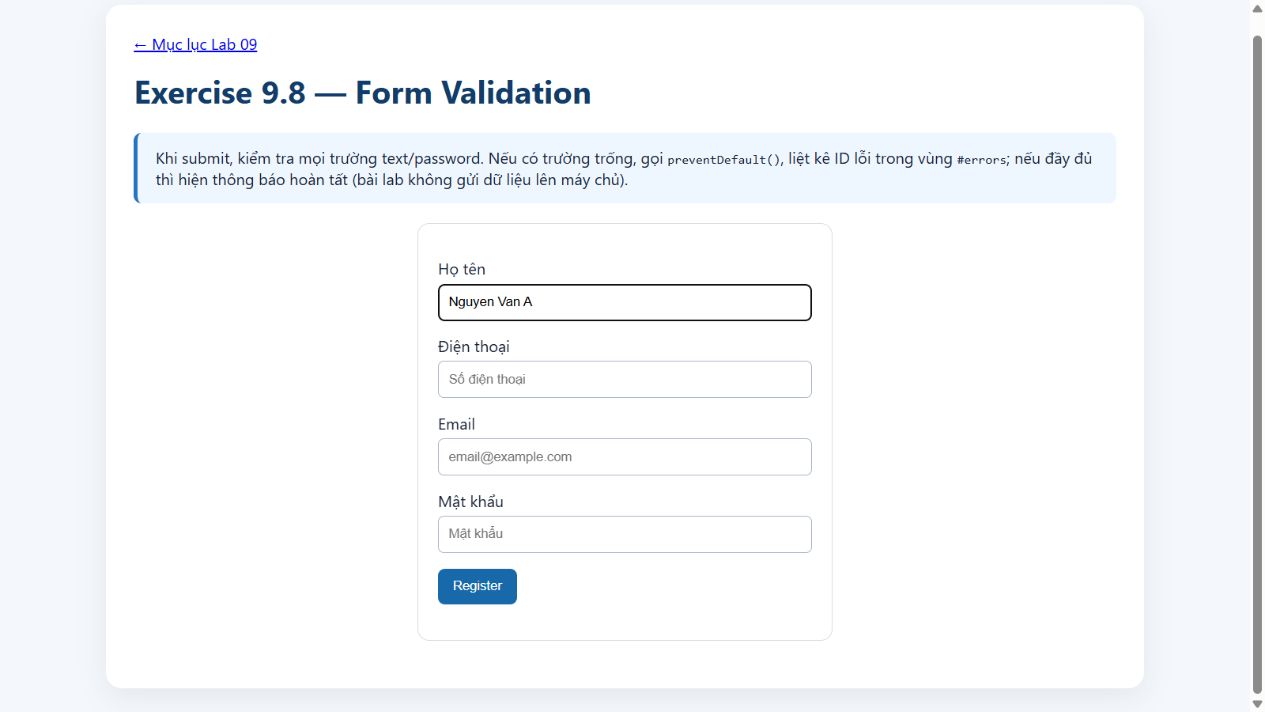 ← Mục lục Lab 09
Exercise 9.8 — Form Validation
Khi submit, kiểm tra mọi trường text/password. Nếu có trường trống, gọi preventDefault(), liệt kê ID lỗi trong vùng #errors; nếu đầy đủ
thì hiện thông báo hoàn tất (bài lab không gửi dữ liệu lên máy chủ).
Họ tên
Nguyen Van A
Điện thoại
Số điện thoại
Email
email@example.com
Mật khẩu
Mật khẩu
Register